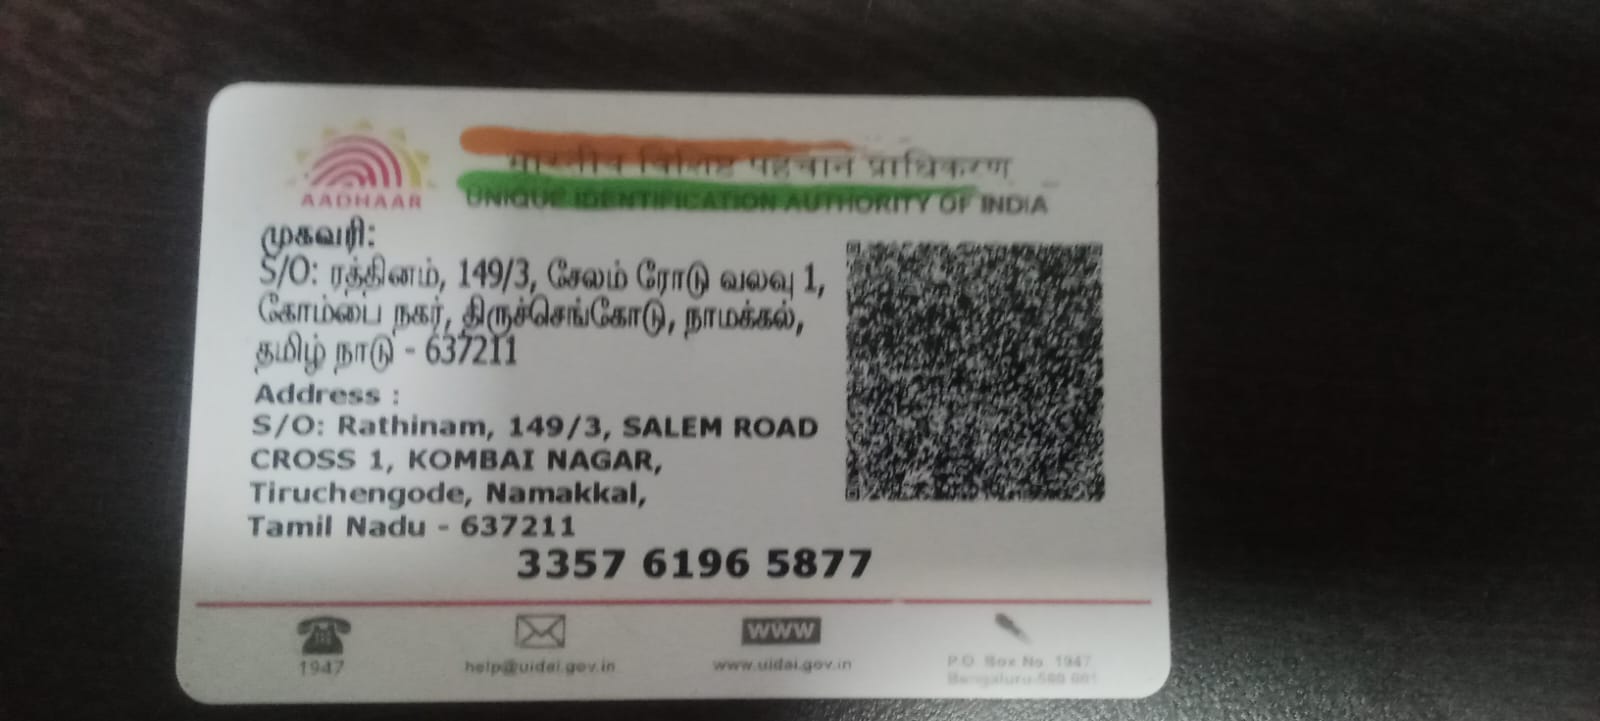 AADHAAR
भारतीय विशिष्ट पहचान प्राधिकरण
UNIQUE IDENTIFICATION AUTHORITY OF INDIA
முகவரி:
S/O: ரத்தினம், 149/3, சேலம் ரோடு வலவு 1,
கோம்பை நகர், திருச்செங்கோடு, நாமக்கல்,
தமிழ் நாடு - 637211
Address :
S/O: Rathinam, 149/3, SALEM ROAD
CROSS 1, KOMBAI NAGAR,
Tiruchengode, Namakkal,
Tamil Nadu - 637211
3357 6196 5877
WWW
1947
help@uidai.gov.in
www.uidai.gov.in
P.O. Box No. 1947
Bengaluru-560 001